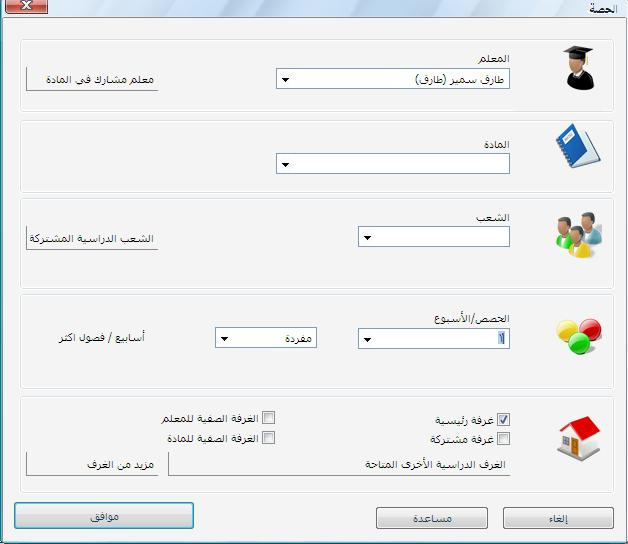 الحصة
المعلم
طارق سمير (طارق)
معلم مشارك في المادة
المادة
الشعب
الشعب الدراسية المشتركة
الحصص/الأسبوع
1
مفردة
أسابيع / فصول اكثر
غرفة رئيسية
الغرفة الصفية للمعلم
غرفة مشتركة
الغرفة الصفية للمادة
الغرف الدراسية الأخرى المتاحة
مزيد من الغرف
إلغاء
مساعدة
موافق